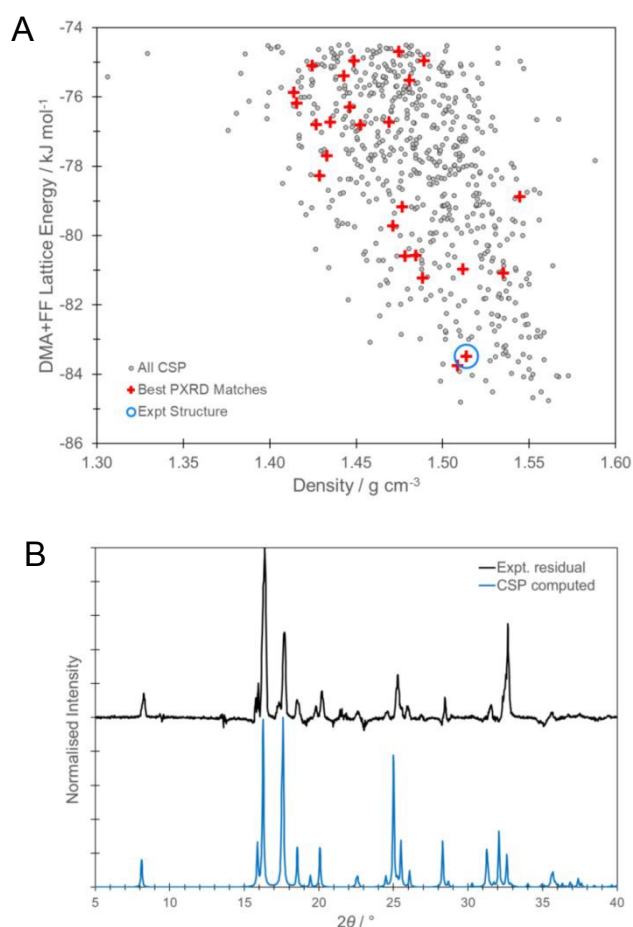 A
-74
-76
-78
-80
-82
-84
-86
DMA+FF Lattice Energy / kJ mol⁻¹
All CSP
Best PXRD Matches
Expt Structure
1.30 1.35 1.40 1.45 1.50 1.55 1.60
Density / g cm⁻³
B
Expt. residual
CSP computed
Normalised Intensity
5 10 15 20 25 30 35 40
2θ / °